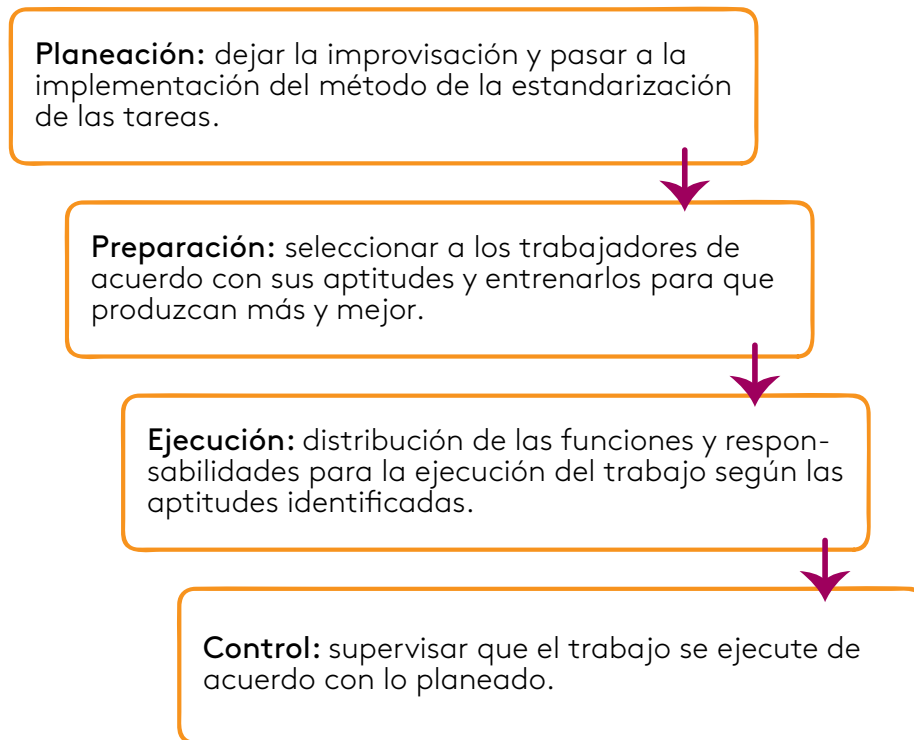 Planeación: dejar la improvisación y pasar a la
implementación del método de la estandarización
de las tareas.
Preparación: seleccionar a los trabajadores de
acuerdo con sus aptitudes y entrenarlos para que
produzcan más y mejor.
Ejecución: distribución de las funciones y respon-
sabilidades para la ejecución del trabajo según las
aptitudes identificadas.
Control: supervisar que el trabajo se ejecute de
acuerdo con lo planeado.